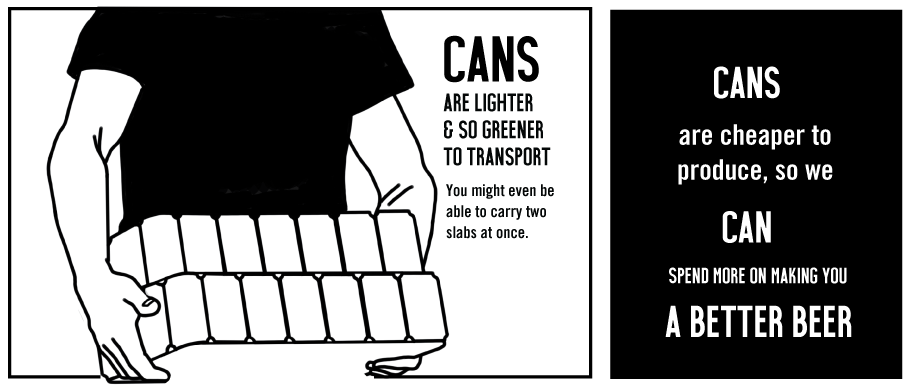 CANS
ARE LIGHTER
& SO GREENER
TO TRANSPORT
You might even be
able to carry two
slabs at once.
CANS
are cheaper to
produce, so we
CAN
SPEND MORE ON MAKING YOU
A BETTER BEER